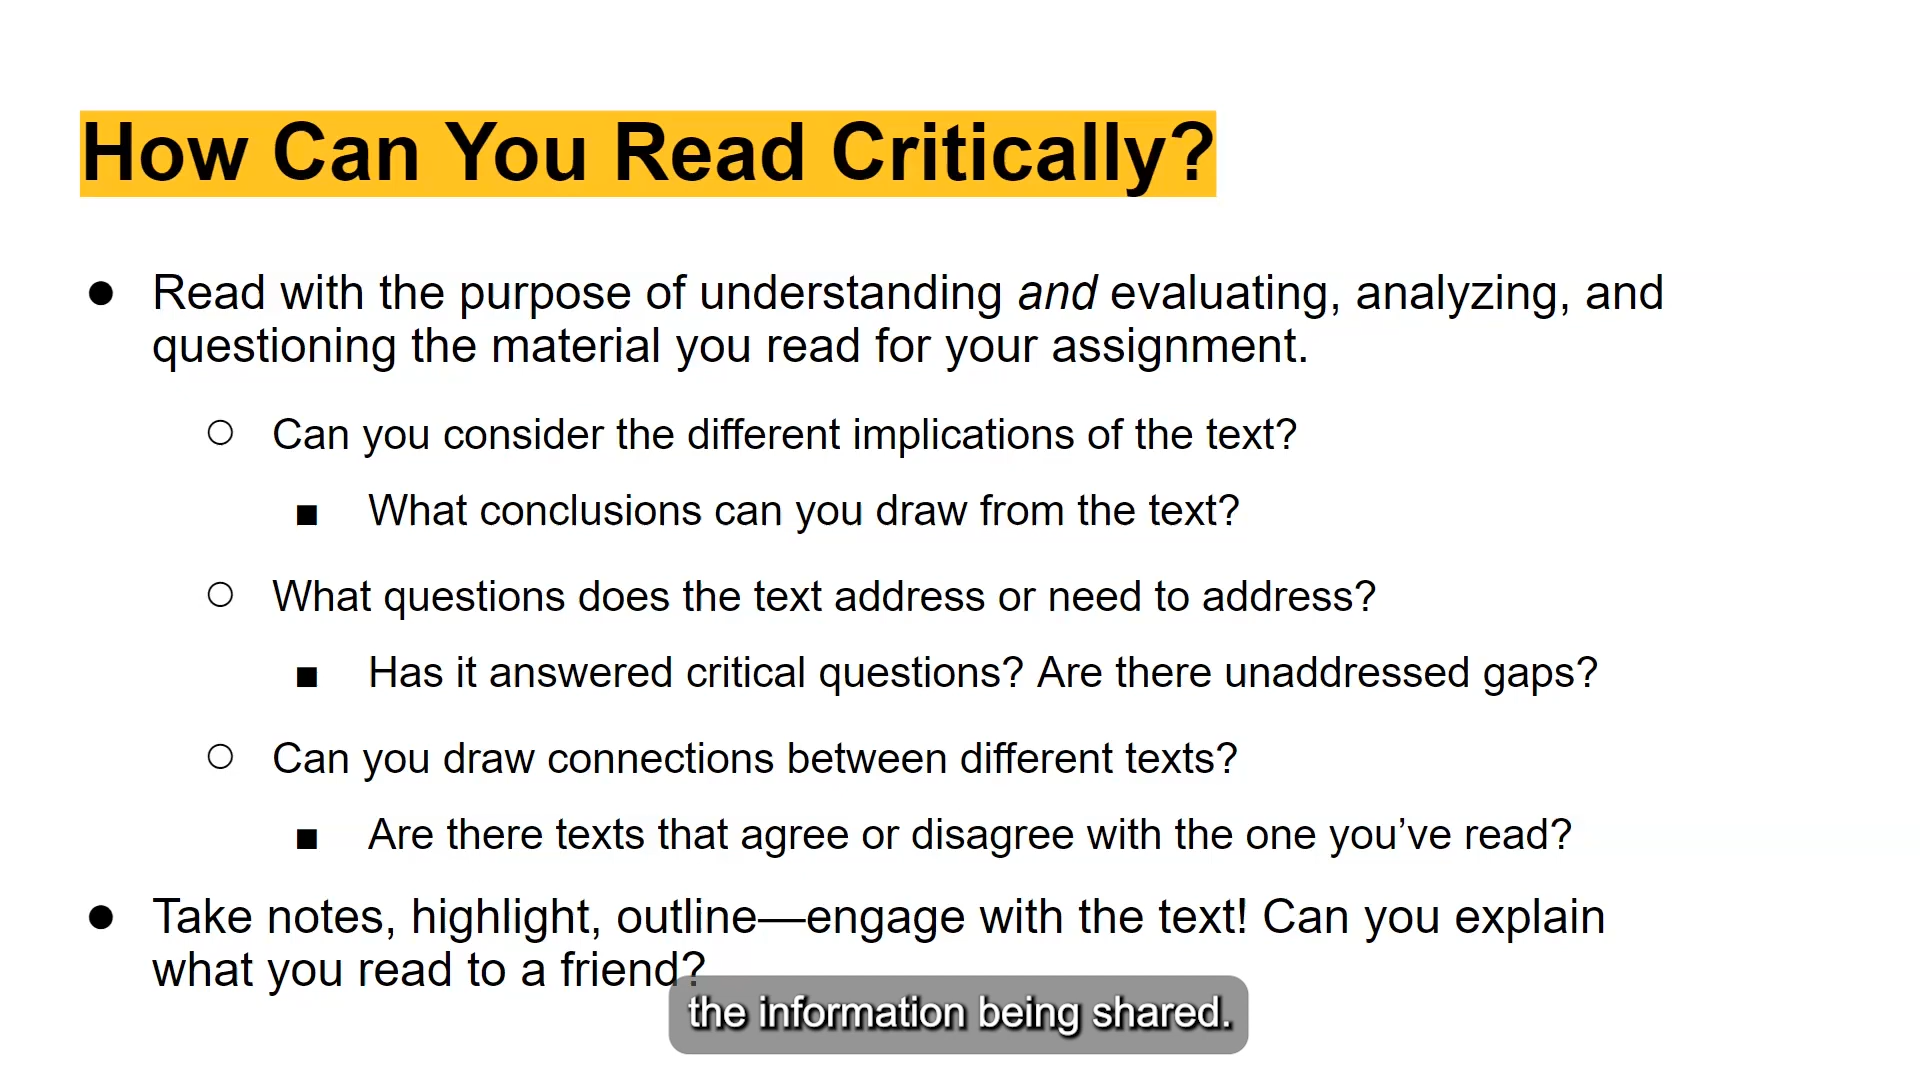 How Can You Read Critically?
● Read with the purpose of understanding and evaluating, analyzing, and
questioning the material you read for your assignment.
○ Can you consider the different implications of the text?
■ What conclusions can you draw from the text?
○ What questions does the text address or need to address?
■ Has it answered critical questions? Are there unaddressed gaps?
○ Can you draw connections between different texts?
■ Are there texts that agree or disagree with the one you’ve read?
● Take notes, highlight, outline—engage with the text! Can you explain
what you read to a friend?
the information being shared.